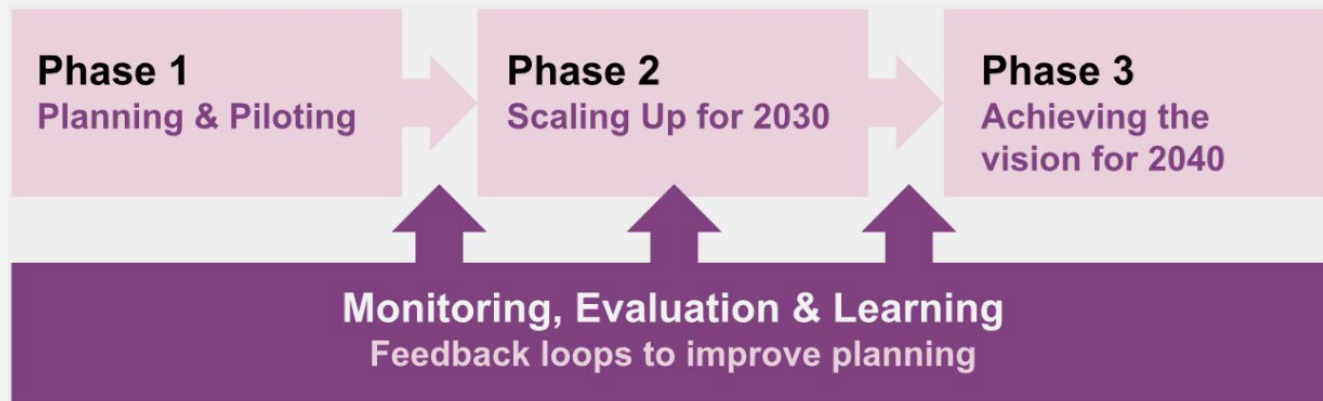 Phase 1
Planning & Piloting
Phase 2
Scaling Up for 2030
Phase 3
Achieving the
vision for 2040
Monitoring, Evaluation & Learning
Feedback loops to improve planning